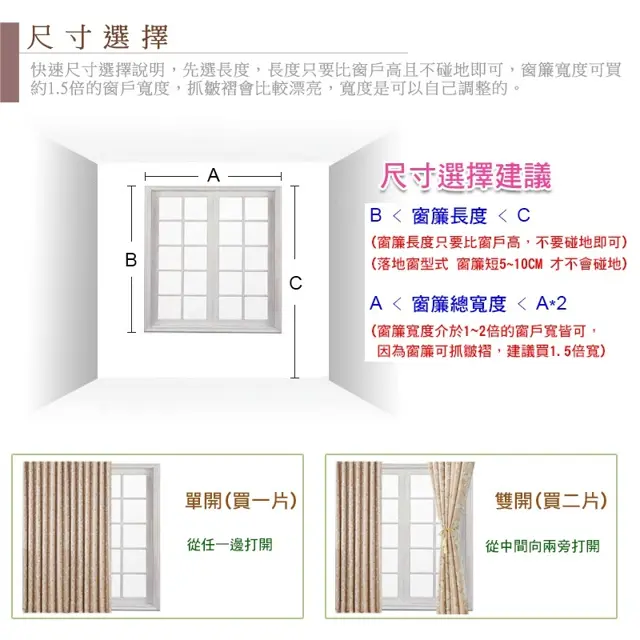 尺寸選擇
快速尺寸選擇說明，先選長度，長度只要比窗戶高且不碰地即可，窗簾寬度可買
約1.5倍的窗戶寬度，抓皺褶會比較漂亮，寬度是可以自己調整的。
A
B
C
尺寸選擇建議
B < 窗簾長度 < C
(窗簾長度只要比窗戶高，不要碰地即可)
(落地窗型式 窗簾短5~10CM 才不會碰地)
A < 窗簾總寬度 < A*2
(窗簾寬度介於1~2倍的窗戶寬皆可，
因為窗簾可抓皺褶，建議買1.5倍寬)
單開(買一片)
從任一邊打開
雙開(買二片)
從中間向兩旁打開